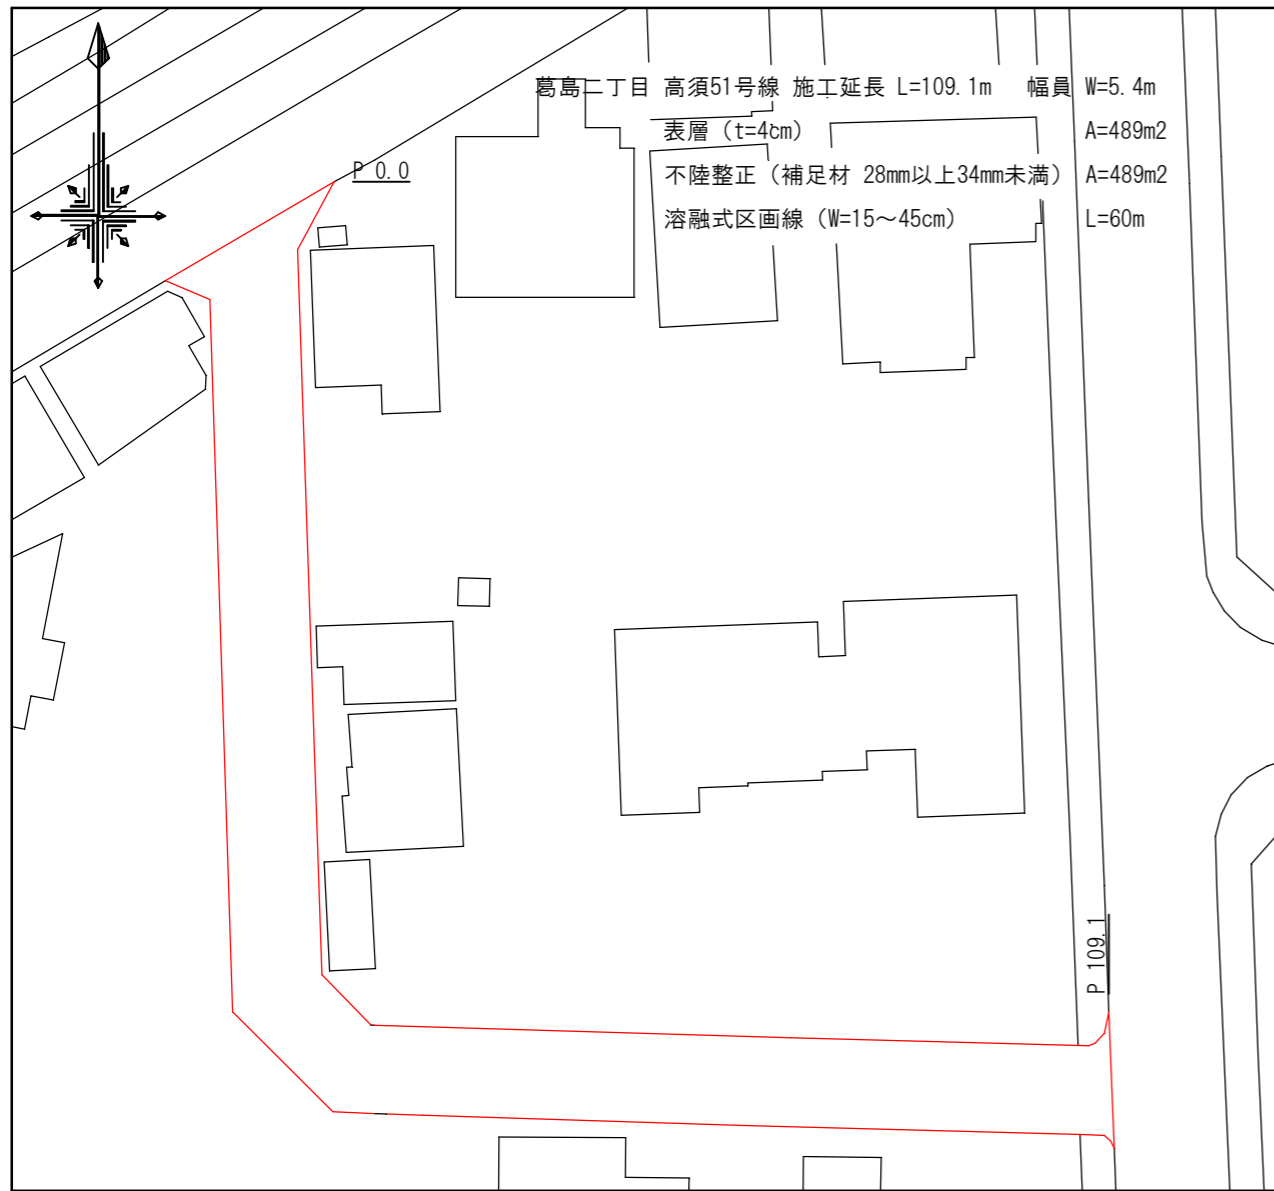 葛島二丁目 高須51号線 施工延長 L=109.1m 幅員 W=5.4m
表層（t=4cm） A=489m2
不陸整正（補足材 28mm以上34mm未満） A=489m2
溶融式区画線（W=15～45cm） L=60m
P 0.0
P 109.1